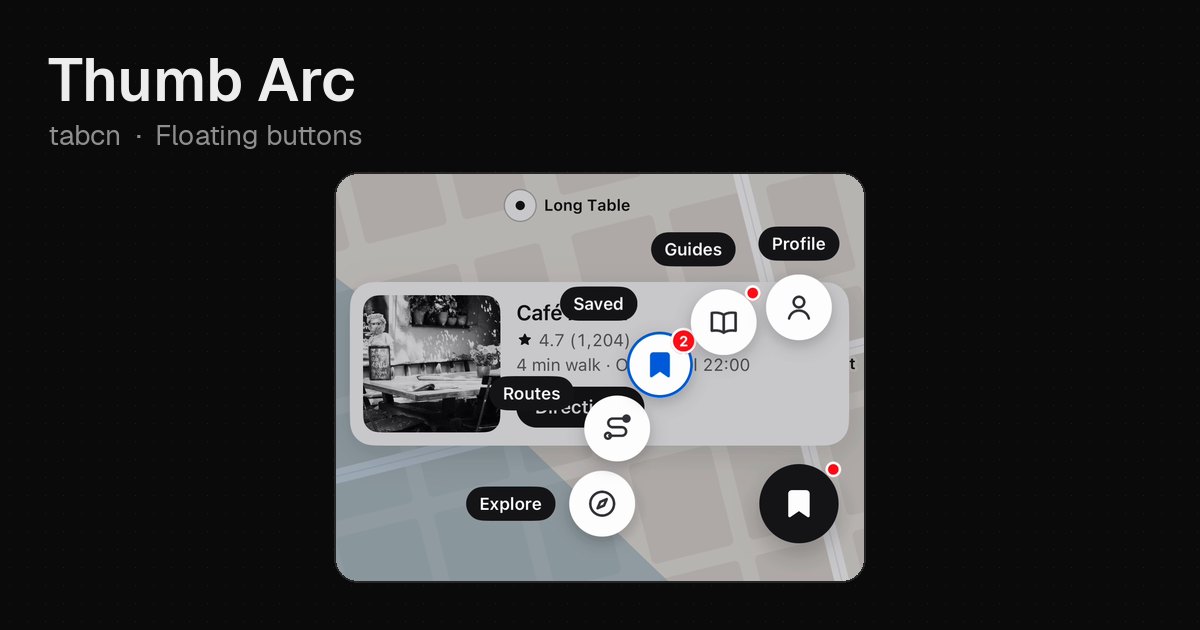 Thumb Arc
tabcn · Floating buttons
Long Table
Guides
Profile
Saved
Café
4.7 (1,204)
2
4 min walk · 22:00
Routes
Explore